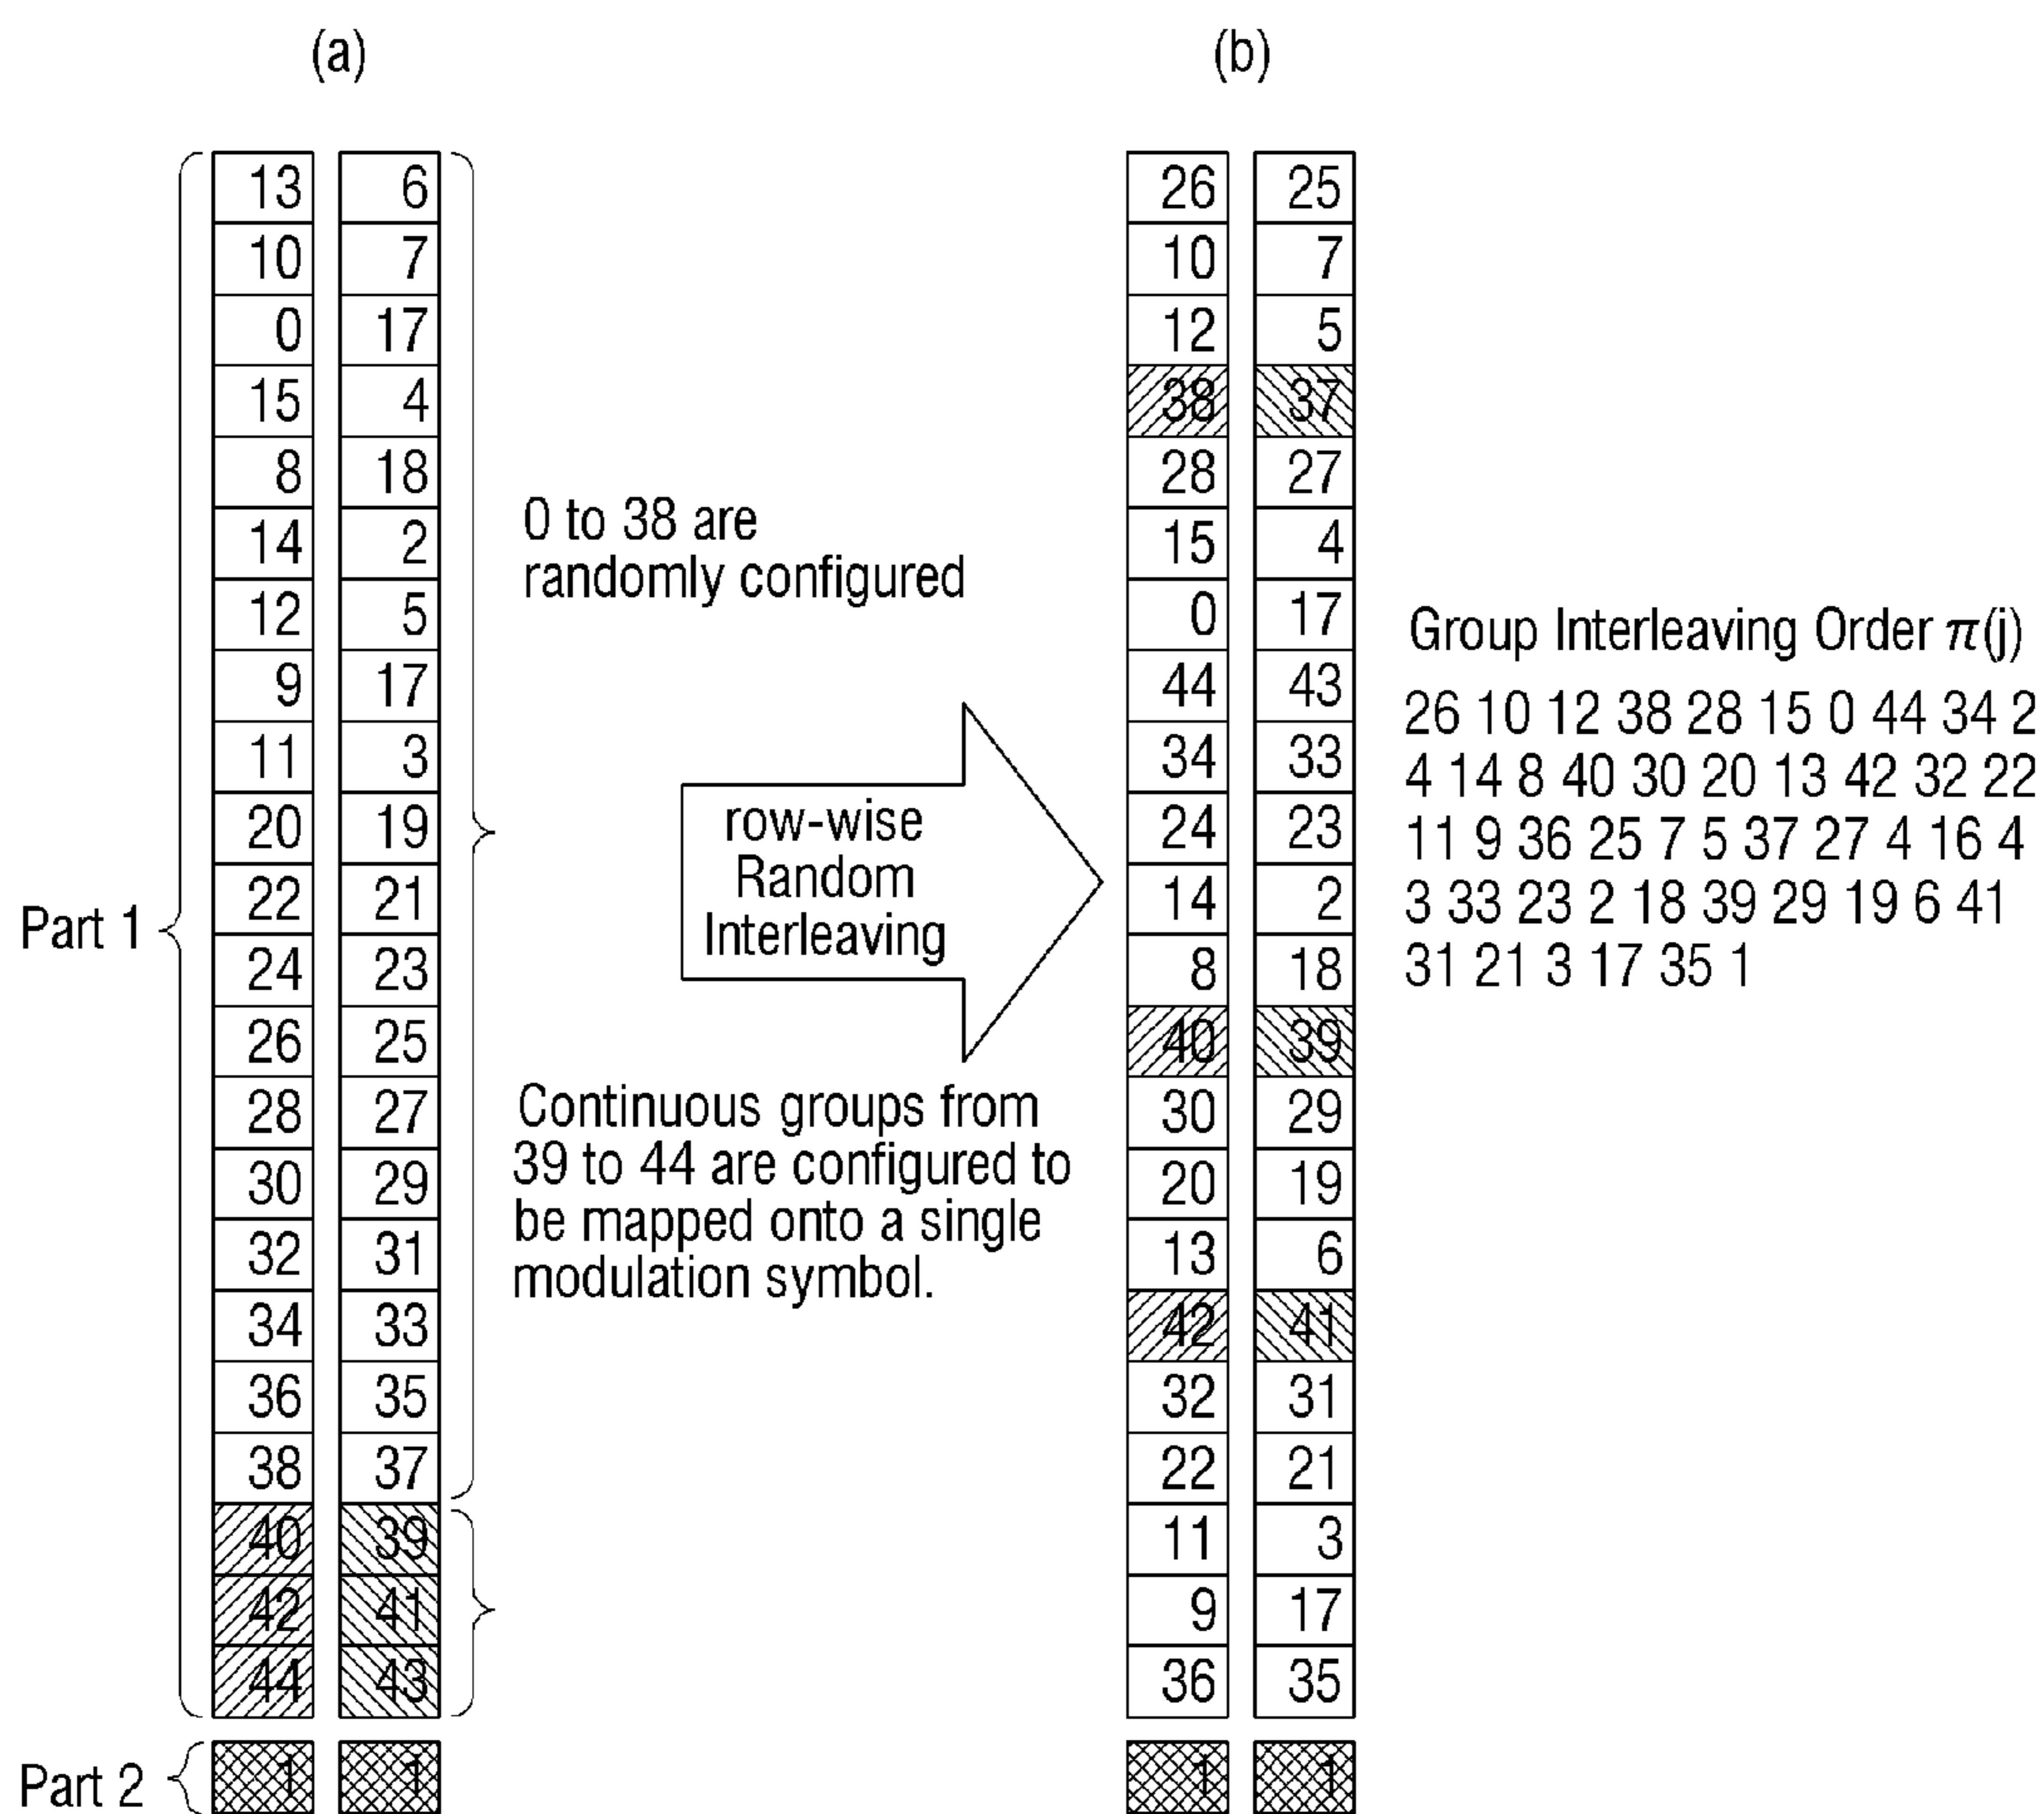 (a)
(b)
13 6
10 7
0 17
15 4
8 18
14 2
12 5
9 17
11 3
20 19
22 21
24 23
26 25
28 27
30 29
32 31
34 33
36 35
38 37
40 39
42 41
44 43
1 1
Part 1
Part 2
0 to 38 are
randomly configured
Continuous groups from
39 to 44 are configured to
be mapped onto a single
modulation symbol.
row-wise
Random
Interleaving
26 25
10 7
12 5
38 37
28 27
15 4
0 17
44 43
34 33
24 23
14 2
8 18
40 39
30 29
20 19
13 6
42 41
32 31
22 21
11 3
9 17
36 35
1 1
Group Interleaving Order π(j)
26 10 12 38 28 15 0 44 34 2
4 14 8 40 30 20 13 42 32 22
11 9 36 25 7 5 37 27 4 16 4
3 33 23 2 18 39 29 19 6 41
31 21 3 17 35 1